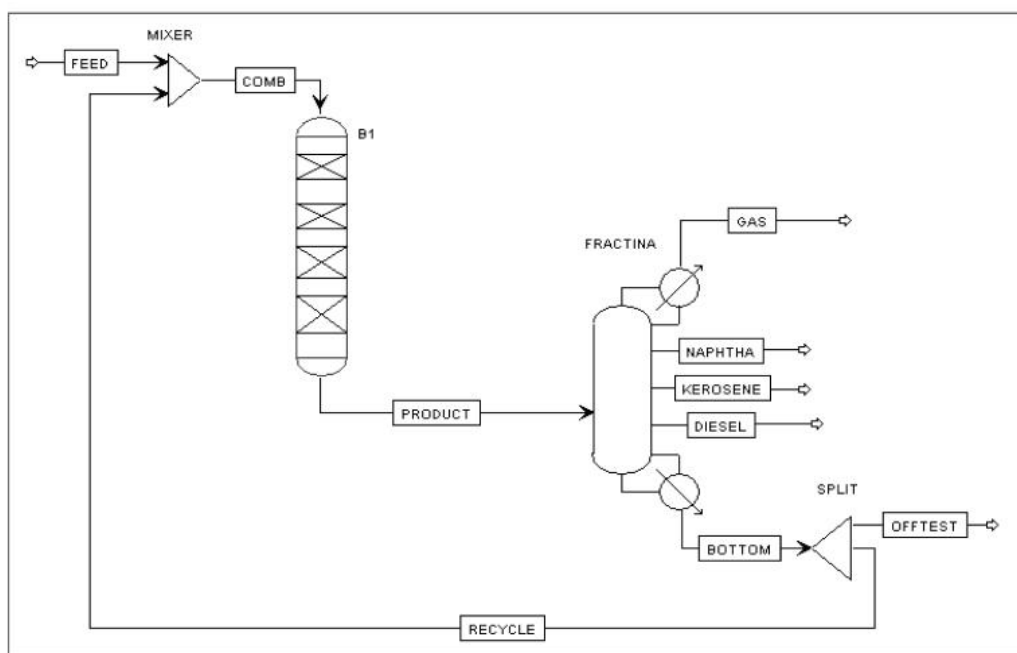 MIXER
FEED
COMB
B1
GAS
FRACTINA
NAPHTHA
KEROSENE
PRODUCT
DIESEL
SPLIT
OFFTEST
BOTTOM
RECYCLE